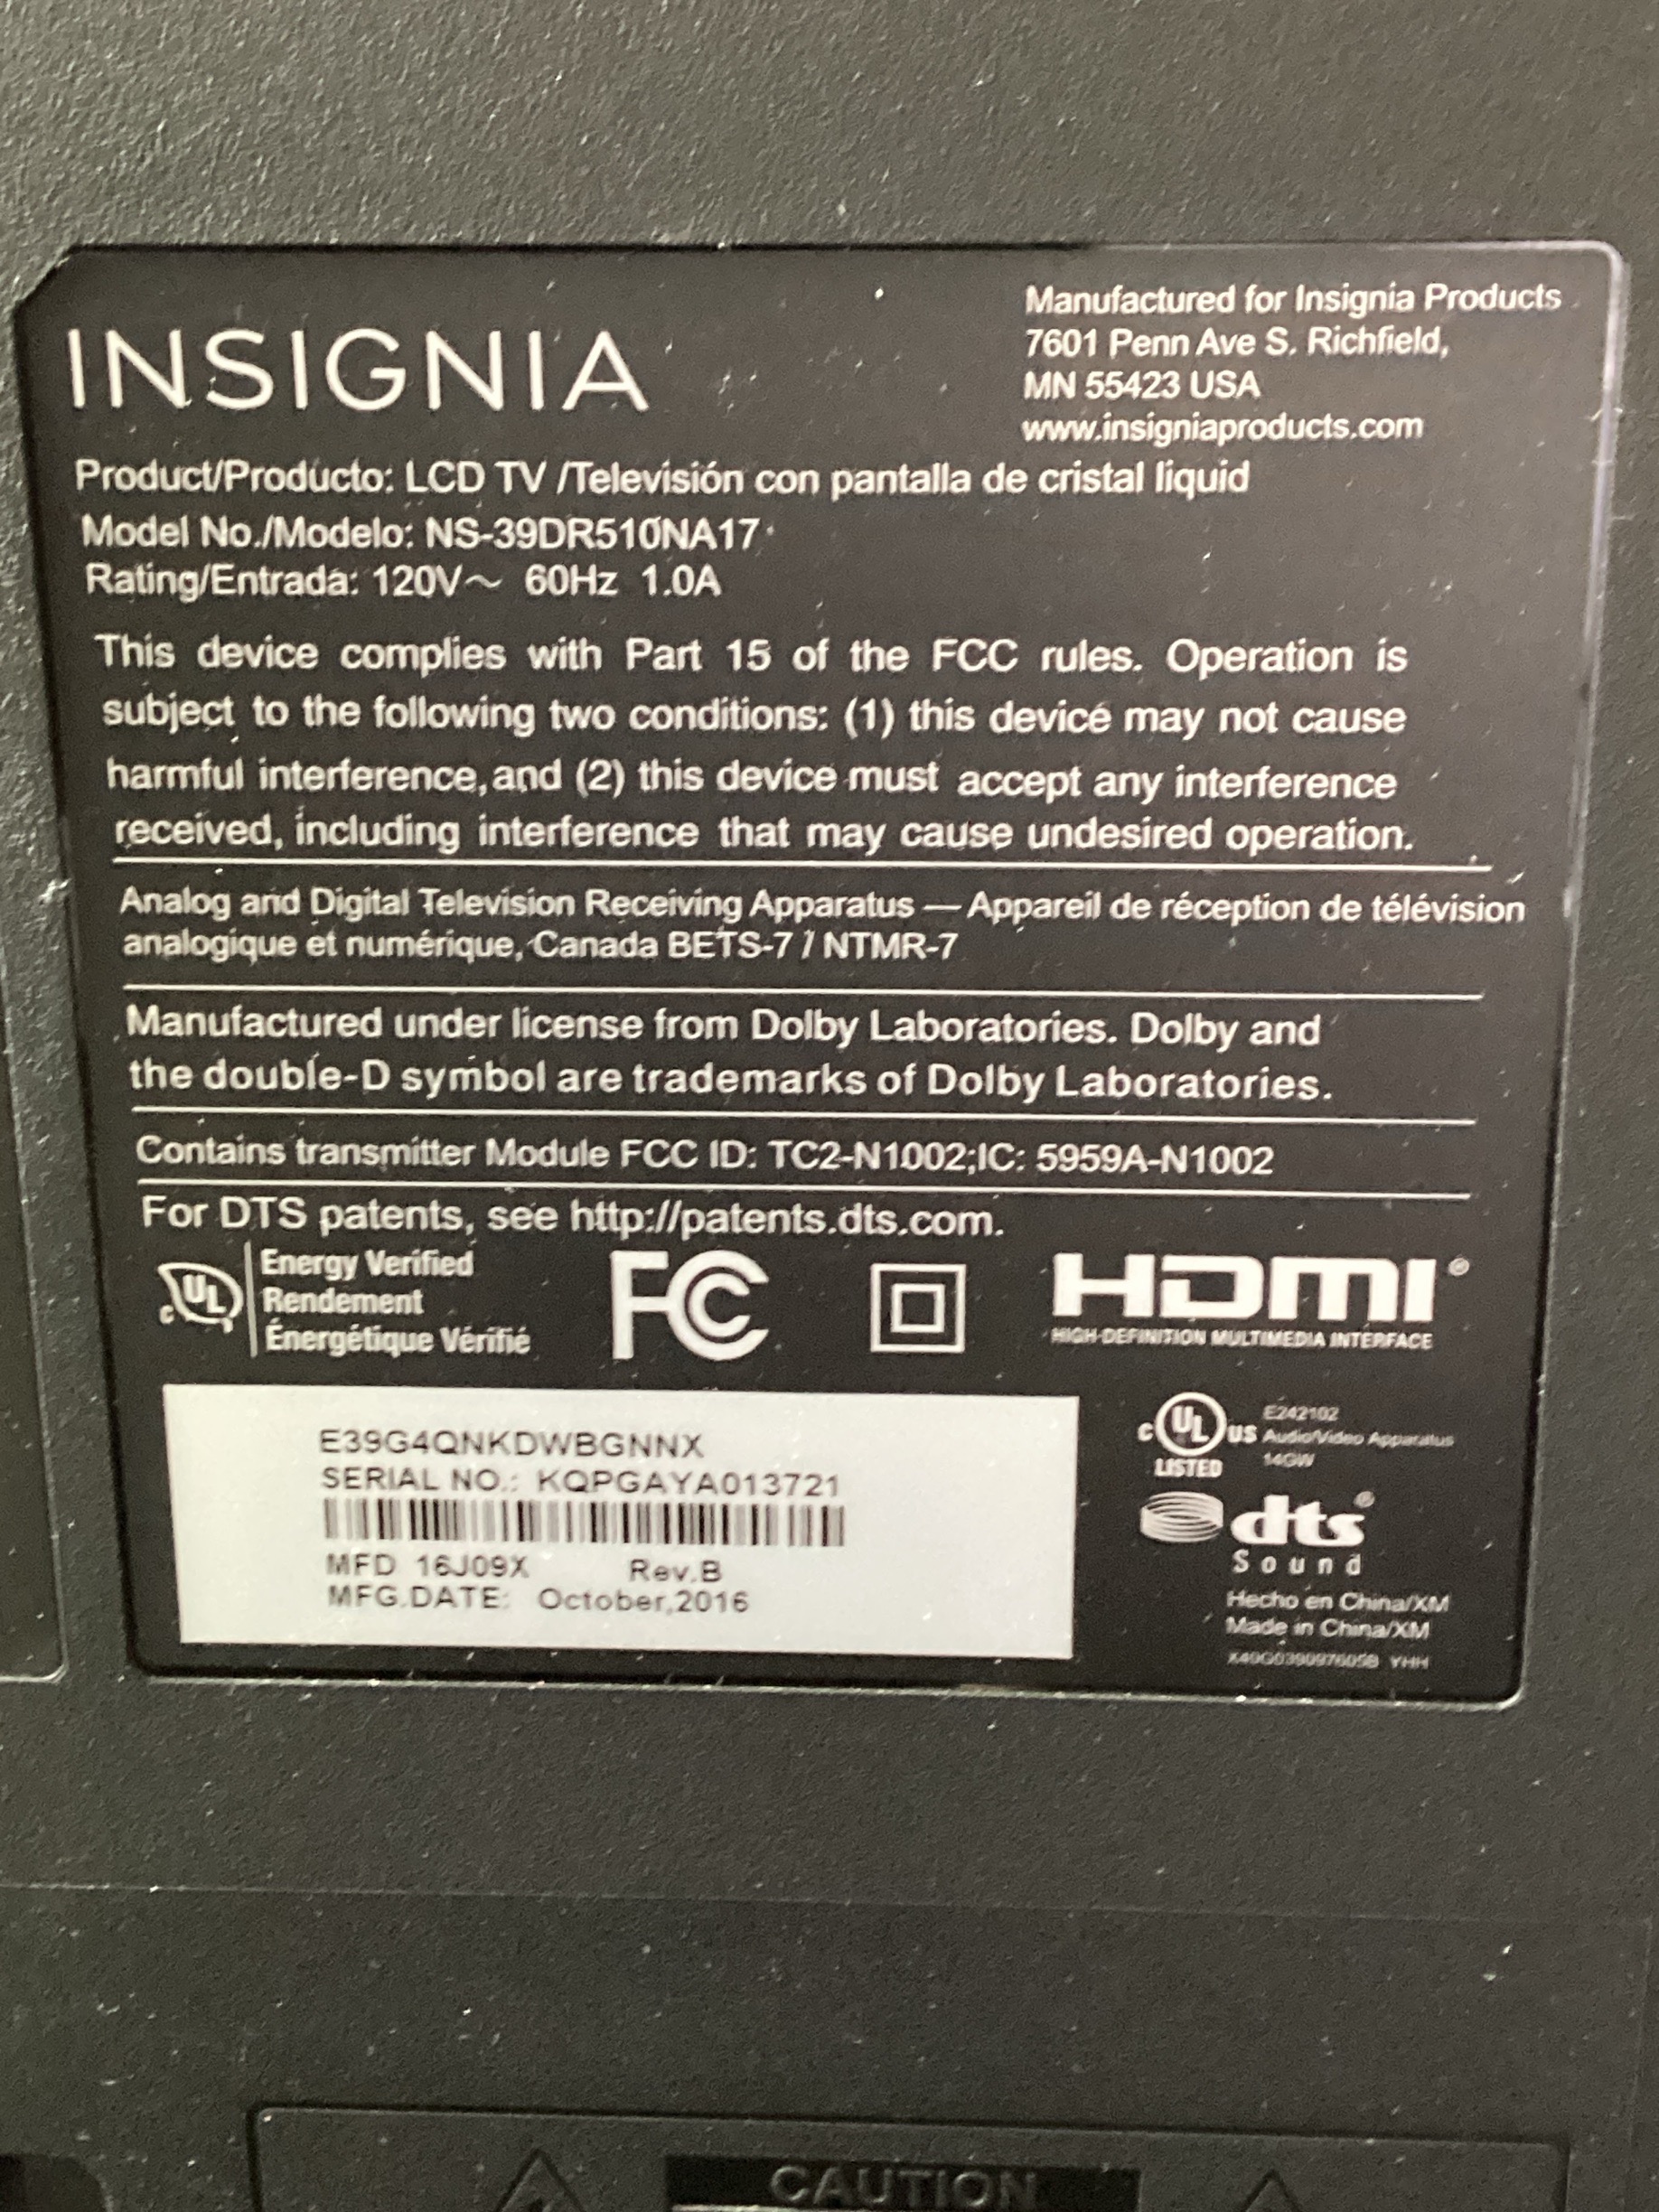 INSIGNIA
Manufactured for Insignia Products
7601 Penn Ave S. Richfield,
MN 55423 USA
www.insigniaproducts.com
Product/Producto: LCD TV /Televisión con pantalla de cristal liquid
Model No./Modelo: NS-39DR510NA17
Rating/Entrada: 120V～ 60Hz 1.0A
This device complies with Part 15 of the FCC rules. Operation is
subject to the following two conditions: (1) this device may not cause
harmful interference, and (2) this device must accept any interference
received, including interference that may cause undesired operation.
Analog and Digital Television Receiving Apparatus — Appareil de réception de télévision
analogique et numérique, Canada BETS-7 / NTMR-7
Manufactured under license from Dolby Laboratories. Dolby and
the double-D symbol are trademarks of Dolby Laboratories.
Contains transmitter Module FCC ID: TC2-N1002;IC: 5959A-N1002
For DTS patents, see http://patents.dts.com.
c UL
Energy Verified
Rendement
Énergétique Vérifié
FC
HDMI®
HIGH-DEFINITION MULTIMEDIA INTERFACE
E39G4QNKDWBGNNX
SERIAL NO.: KQPGAYA013721
MFD 16J09X Rev.B
MFG.DATE: October,2016
c UL US
LISTED
E242102
Audio/Video Apparatus
14GW
dts®
Sound
Hecho en China/XM
Made in China/XM
YHH
CAUTION